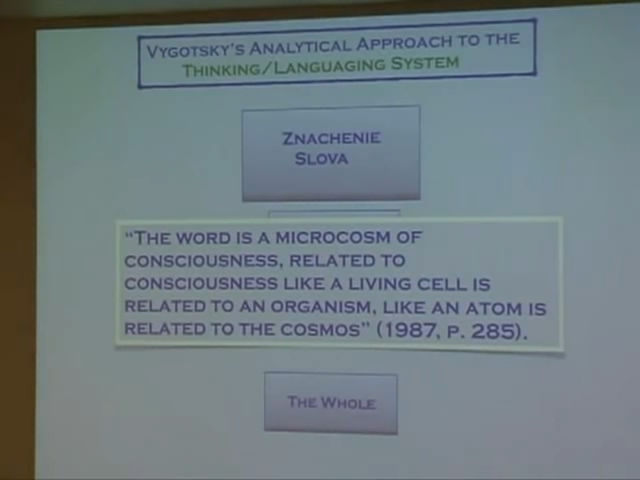 VYGOTSKY'S ANALYTICAL APPROACH TO THE
THINKING/LANGUAGING SYSTEM
ZNACHENIE
SLOVA
"THE WORD IS A MICROCOSM OF
CONSCIOUSNESS, RELATED TO
CONSCIOUSNESS LIKE A LIVING CELL IS
RELATED TO AN ORGANISM, LIKE AN ATOM IS
RELATED TO THE COSMOS" (1987, P. 285).
THE WHOLE